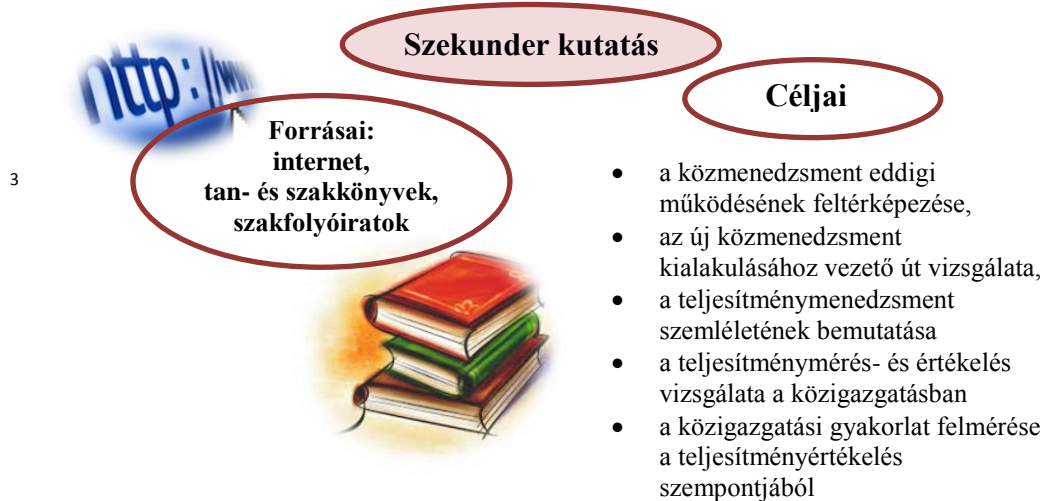 Szekunder kutatás
http://www
Forrásai:
internet,
tan- és szakkönyvek,
szakfolyóiratok
3
Céljai
• a közmenedzsment eddigi
működésének feltérképezése,
• az új közmenedzsment
kialakulásához vezető út vizsgálata,
• a teljesítménymenedzsment
szemléletének bemutatása
• a teljesítménymérés- és értékelés
vizsgálata a közigazgatásban
• a közigazgatási gyakorlat felmérése
a teljesítményértékelés
szempontjából